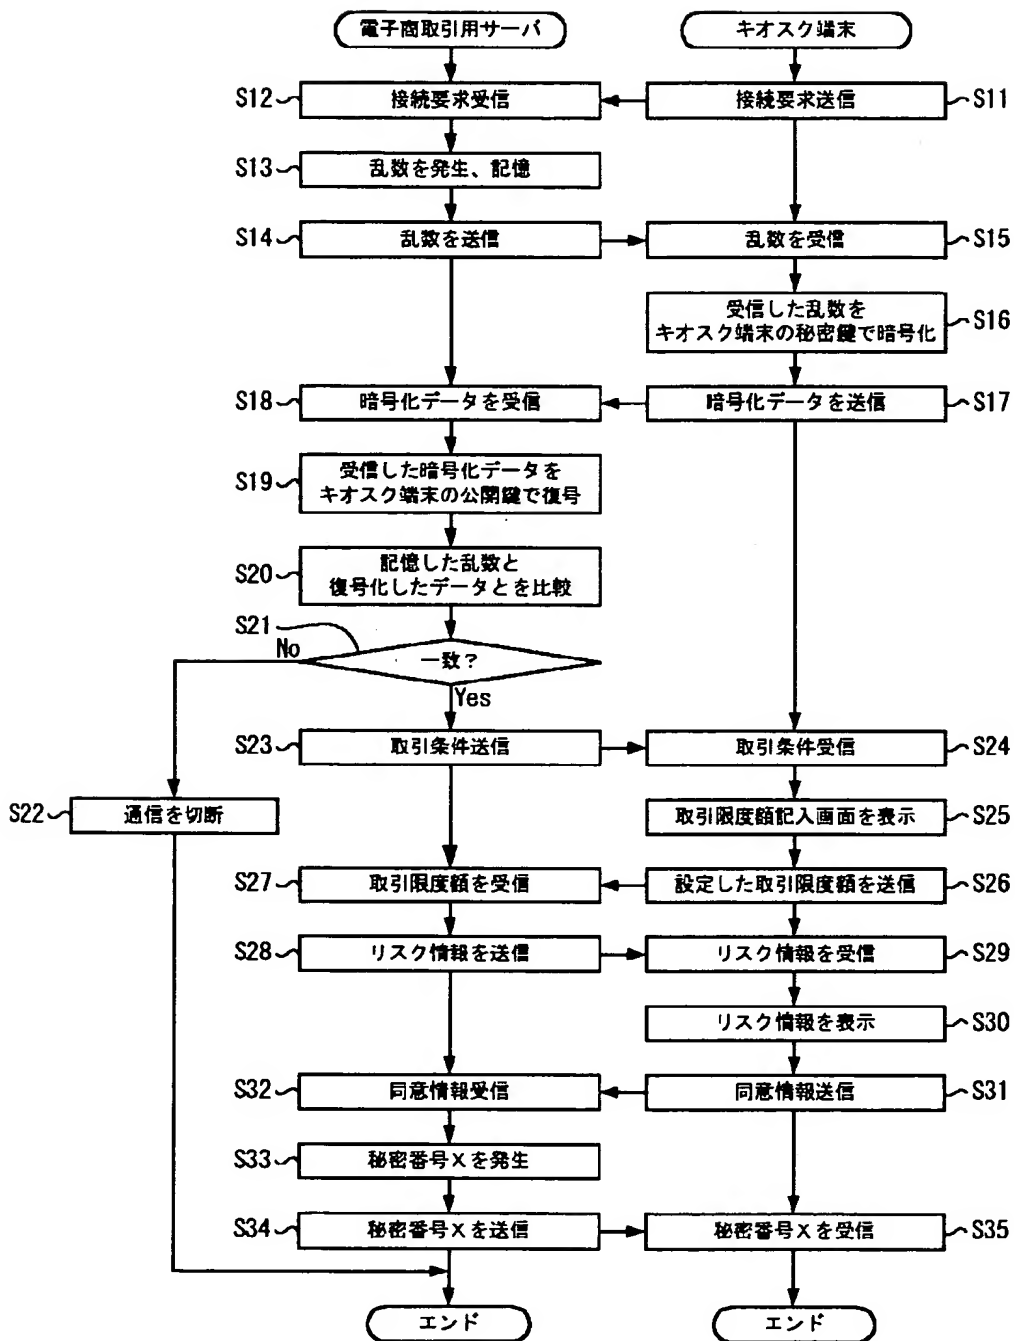 電子商取引用サーバ
キオスク端末
S12
接続要求受信
接続要求送信
S11
S13
乱数を発生、記憶
S14
乱数を送信
乱数を受信
S15
受信した乱数を
キオスク端末の秘密鍵で暗号化
S16
S18
暗号化データを受信
暗号化データを送信
S17
S19
受信した暗号化データを
キオスク端末の公開鍵で復号
S20
記憶した乱数と
復号化したデータとを比較
S21
No
一致?
Yes
S23
取引条件送信
取引条件受信
S24
S22
通信を切断
取引限度額記入画面を表示
S25
S27
取引限度額を受信
設定した取引限度額を送信
S26
S28
リスク情報を送信
リスク情報を受信
S29
リスク情報を表示
S30
S32
同意情報受信
同意情報送信
S31
S33
秘密番号Xを発生
S34
秘密番号Xを送信
秘密番号Xを受信
S35
エンド
エンド